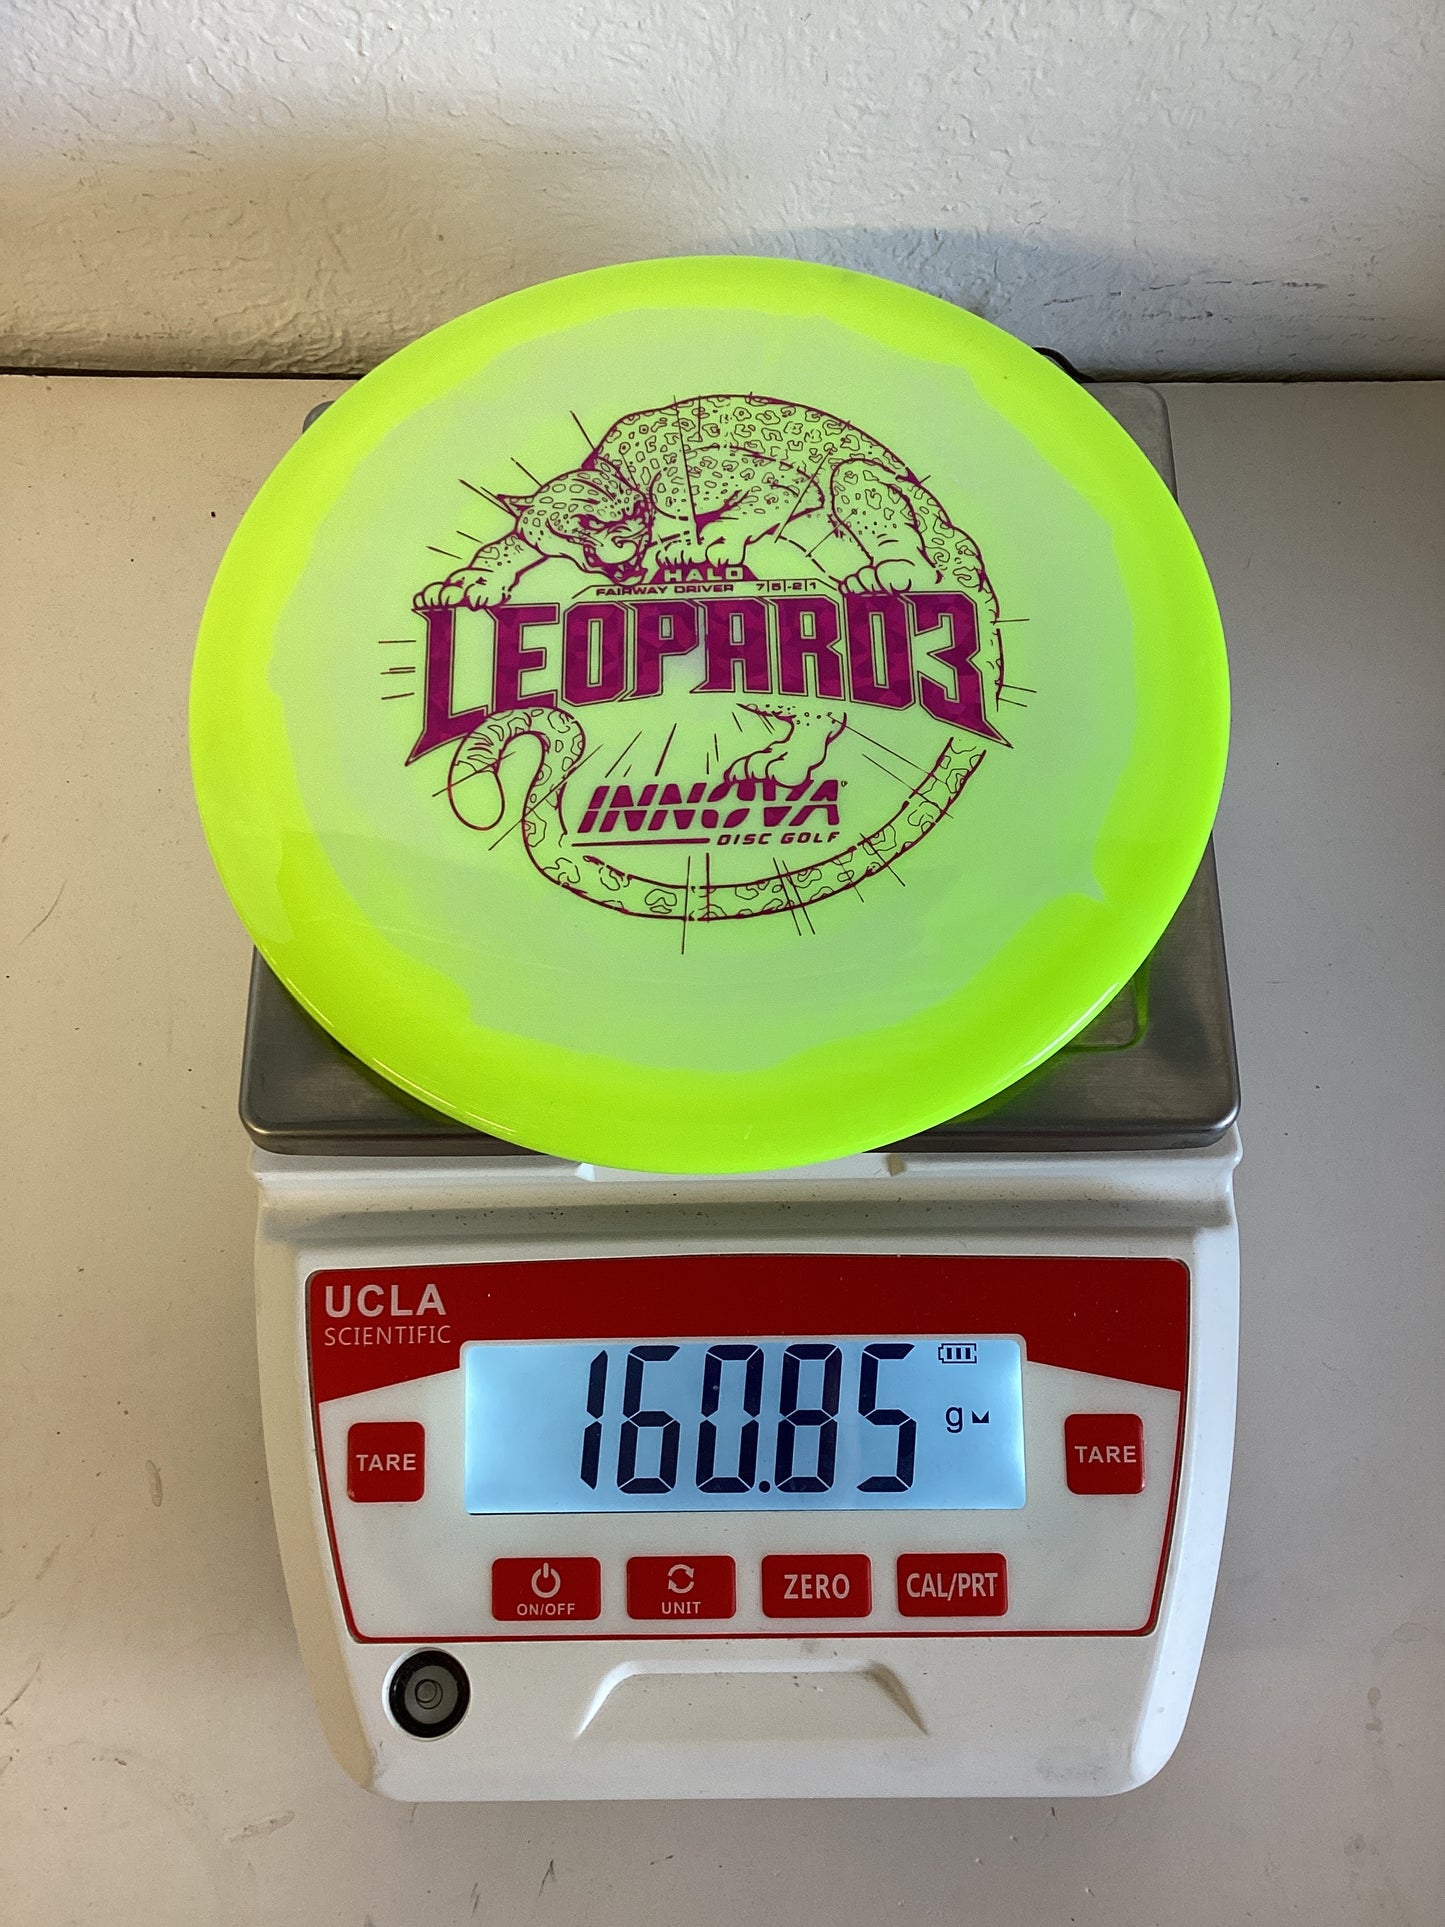 HALO
FAIRWAY DRIVER 7|5|-2|1
LEOPARD3
INNOVA
DISC GOLF
UCLA
SCIENTIFIC
160.85 g
TARE
TARE
ON/OFF
UNIT
ZERO
CAL/PRT